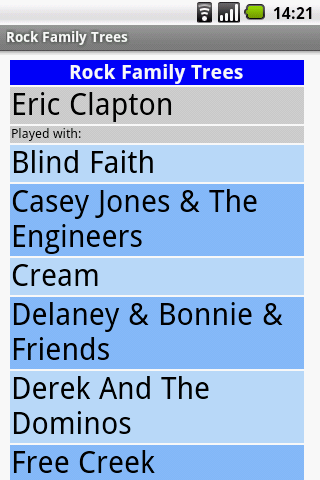 14:21
Rock Family Trees
Rock Family Trees
Eric Clapton
Played with:
Blind Faith
Casey Jones & The
Engineers
Cream
Delaney & Bonnie &
Friends
Derek And The
Dominos
Free Creek